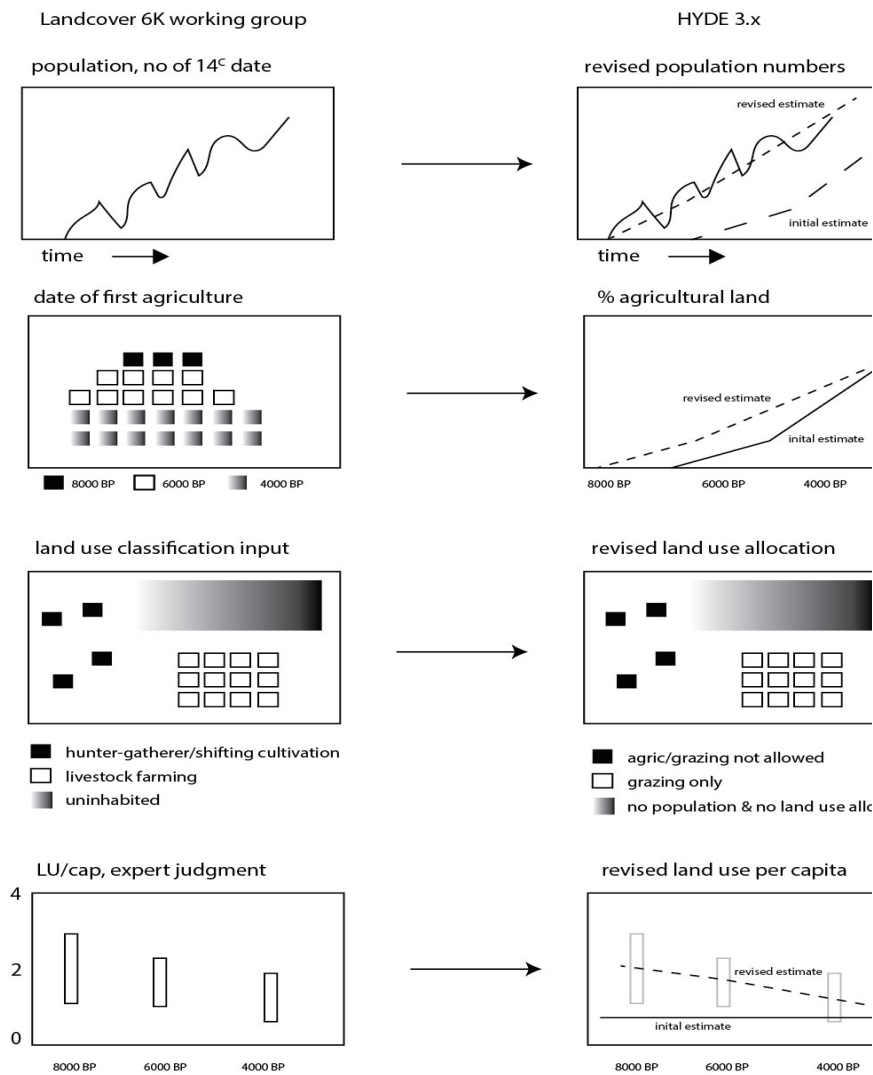 Landcover 6K working group
HYDE 3.x
population, no of 14ᶜ date
revised population numbers
revised estimate
initial estimate
time
time
date of first agriculture
% agricultural land
revised estimate
inital estimate
8000 BP 6000 BP 4000 BP
8000 BP 6000 BP 4000 BP
land use classification input
revised land use allocation
hunter-gatherer/shifting cultivation
livestock farming
uninhabited
agric/grazing not allowed
grazing only
no population & no land use allo
LU/cap, expert judgment
revised land use per capita
4
2
0
revised estimate
inital estimate
8000 BP 6000 BP 4000 BP
8000 BP 6000 BP 4000 BP